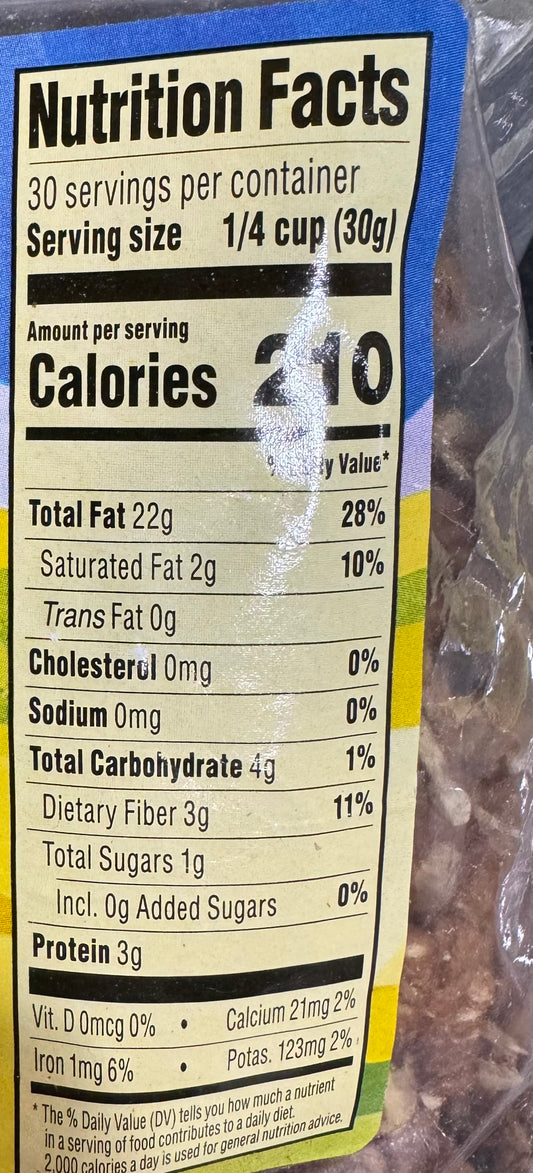 Nutrition Facts
30 servings per container
Serving size 1/4 cup (30g)
Amount per serving
Calories 210
% Daily Value*
Total Fat 22g 28%
Saturated Fat 2g 10%
Trans Fat 0g
Cholesterol 0mg 0%
Sodium 0mg 0%
Total Carbohydrate 4g 1%
Dietary Fiber 3g 11%
Total Sugars 1g
Incl. 0g Added Sugars 0%
Protein 3g
Vit. D 0mcg 0% • Calcium 21mg 2%
Iron 1mg 6% • Potas. 123mg 2%
* The % Daily Value (DV) tells you how much a nutrient
in a serving of food contributes to a daily diet.
2,000 calories a day is used for general nutrition advice.